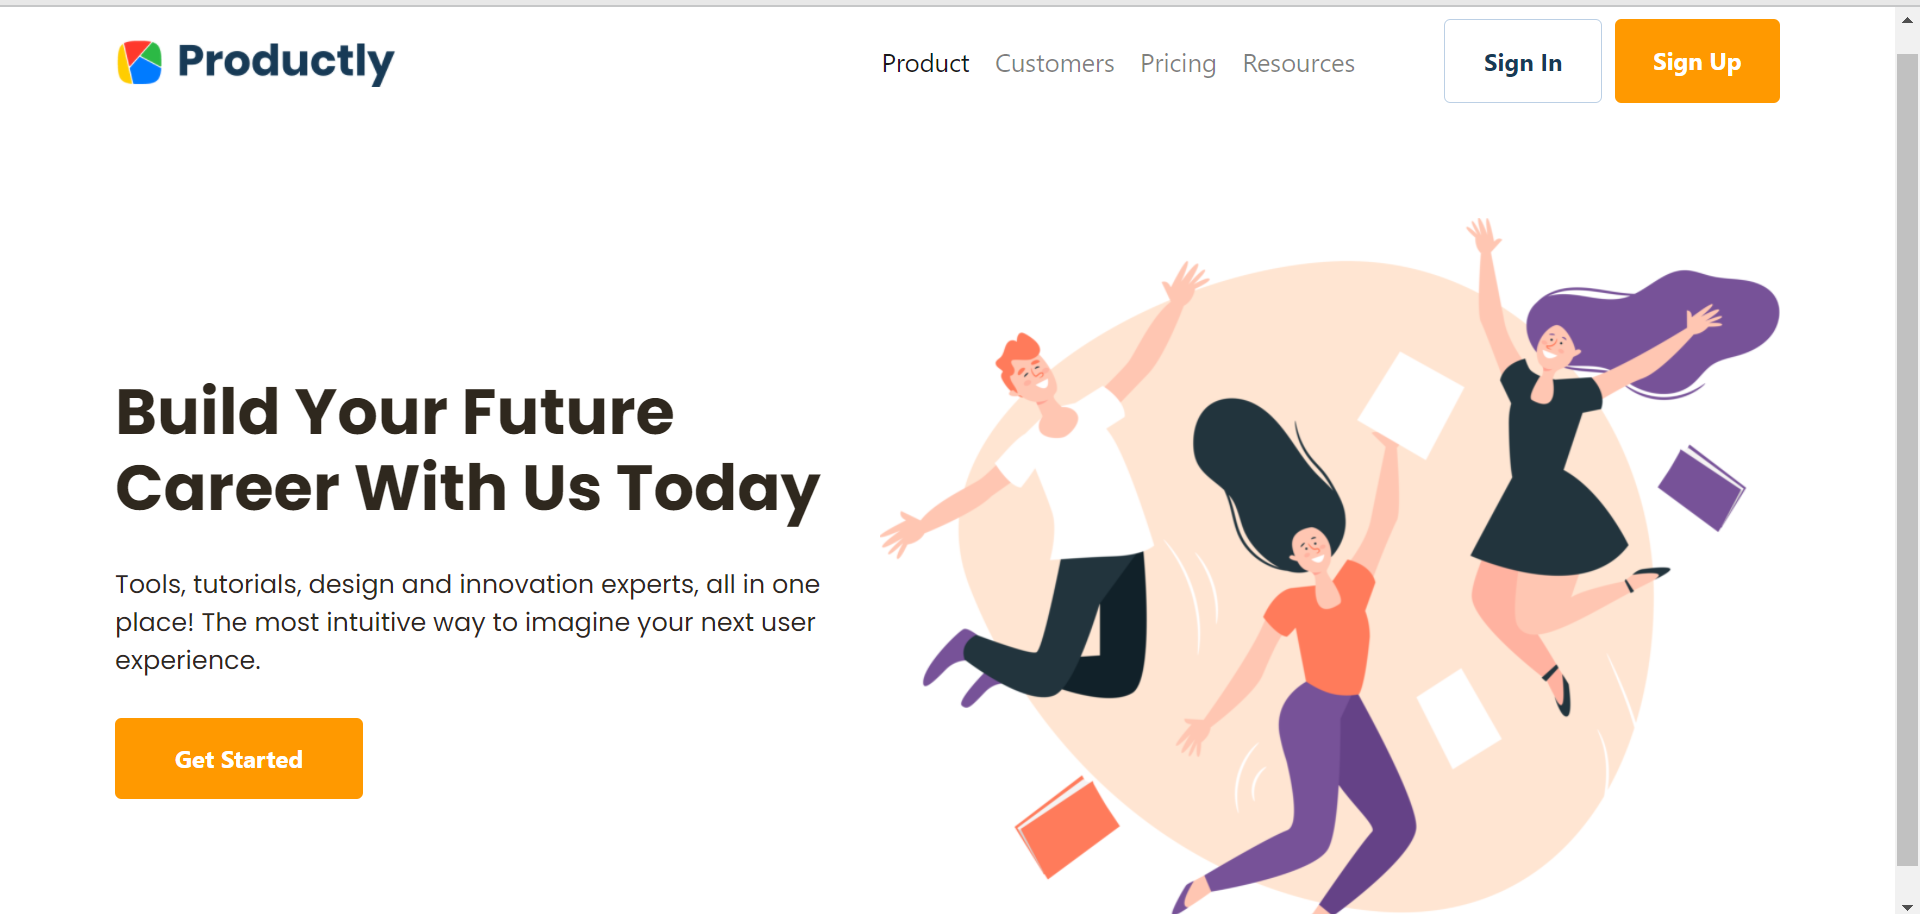 Productly
Product Customers Pricing Resources
Sign In
Sign Up
Build Your Future
Career With Us Today
Tools, tutorials, design and innovation experts, all in one
place! The most intuitive way to imagine your next user
experience.
Get Started